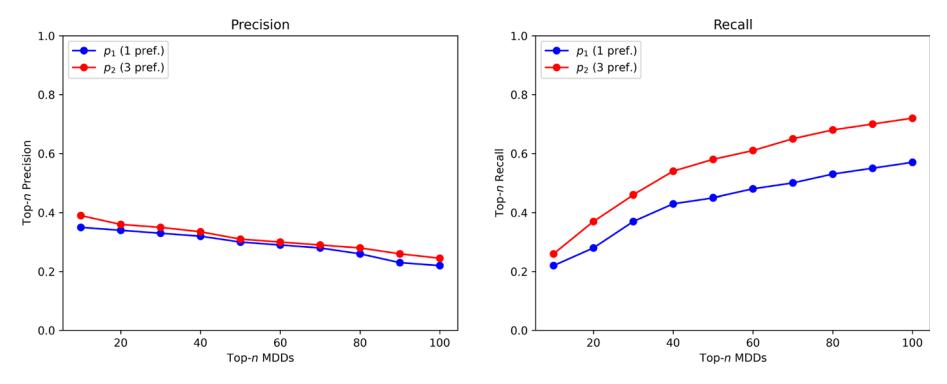 Precision
1.0
0.8
0.6
0.4
0.2
0.0
Top-n Precision
p₁ (1 pref.)
p₂ (3 pref.)
20 40 60 80 100
Top-n MDDs
Recall
1.0
0.8
0.6
0.4
0.2
0.0
Top-n Recall
p₁ (1 pref.)
p₂ (3 pref.)
20 40 60 80 100
Top-n MDDs